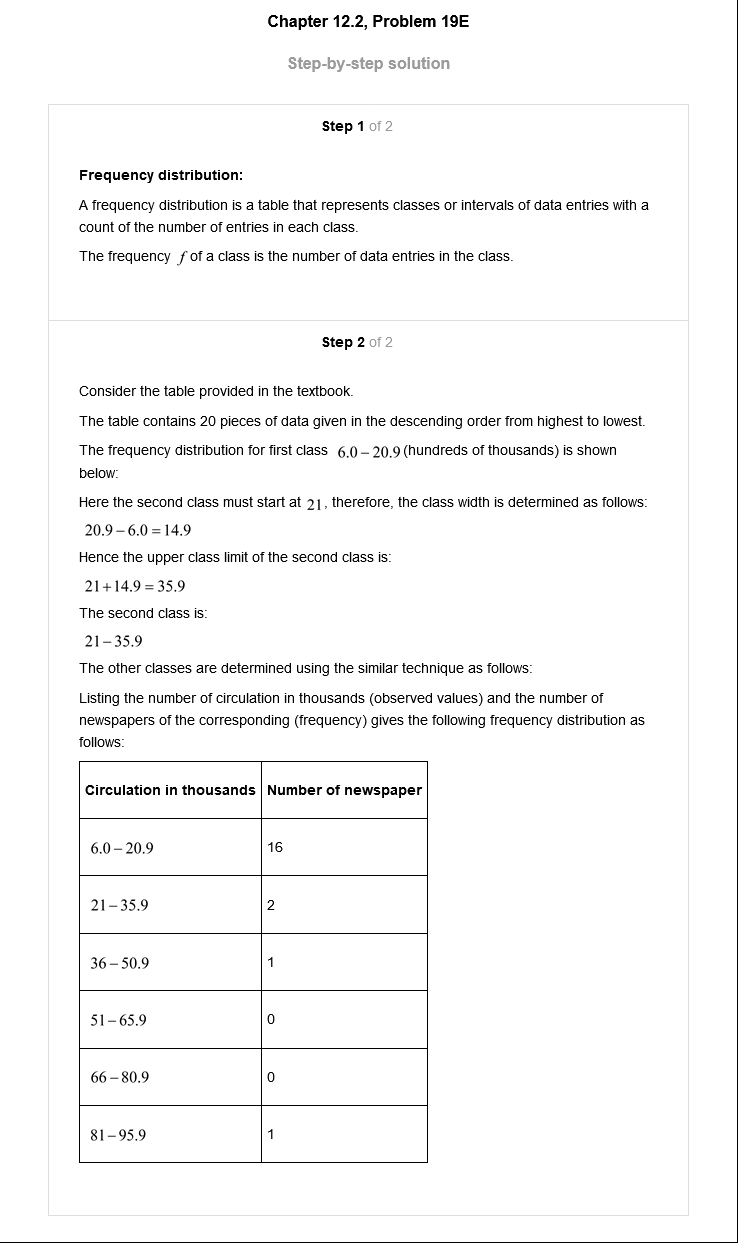 Chapter 12.2, Problem 19E
Step-by-step solution
Step 1 of 2
Frequency distribution:
A frequency distribution is a table that represents classes or intervals of data entries with a
count of the number of entries in each class.
The frequency f of a class is the number of data entries in the class.
Step 2 of 2
Consider the table provided in the textbook.
The table contains 20 pieces of data given in the descending order from highest to lowest.
The frequency distribution for first class 6.0 – 20.9 (hundreds of thousands) is shown
below:
Here the second class must start at 21, therefore, the class width is determined as follows:
20.9 – 6.0 = 14.9
Hence the upper class limit of the second class is:
21 + 14.9 = 35.9
The second class is:
21 – 35.9
The other classes are determined using the similar technique as follows:
Listing the number of circulation in thousands (observed values) and the number of
newspapers of the corresponding (frequency) gives the following frequency distribution as
follows:
Circulation in thousands Number of newspaper
6.0 – 20.9 16
21 – 35.9 2
36 – 50.9 1
51 – 65.9 0
66 – 80.9 0
81 – 95.9 1